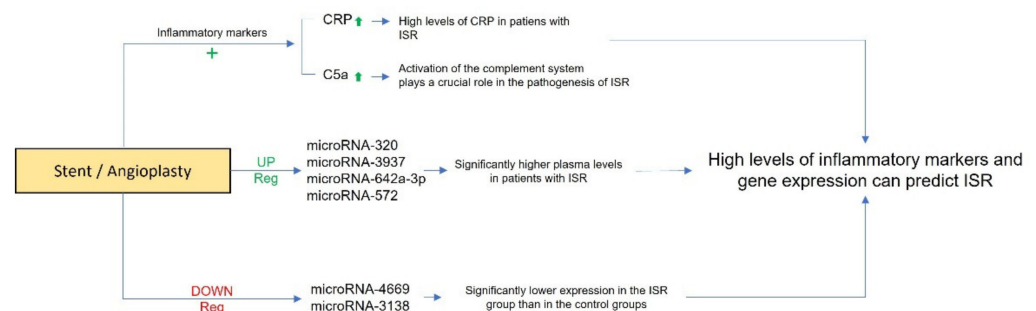 Inflammatory markers
+
CRP
High levels of CRP in patiens with
ISR
C5a
Activation of the complement system
plays a crucial role in the pathogenesis of ISR
Stent / Angioplasty
UP
Reg
microRNA-320
microRNA-3937
microRNA-642a-3p
microRNA-572
Significantly higher plasma levels
in patients with ISR
High levels of inflammatory markers and
gene expression can predict ISR
DOWN
Reg
microRNA-4669
microRNA-3138
Significantly lower expression in the ISR
group than in the control groups